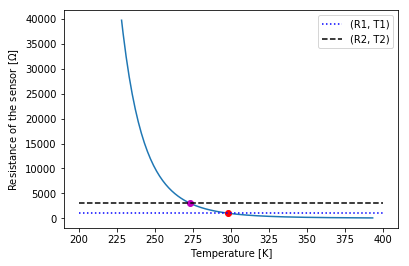 40000
35000
30000
25000
20000
15000
10000
5000
0
Resistance of the sensor [Ω]
(R1, T1)
(R2, T2)
200 225 250 275 300 325 350 375 400
Temperature [K]